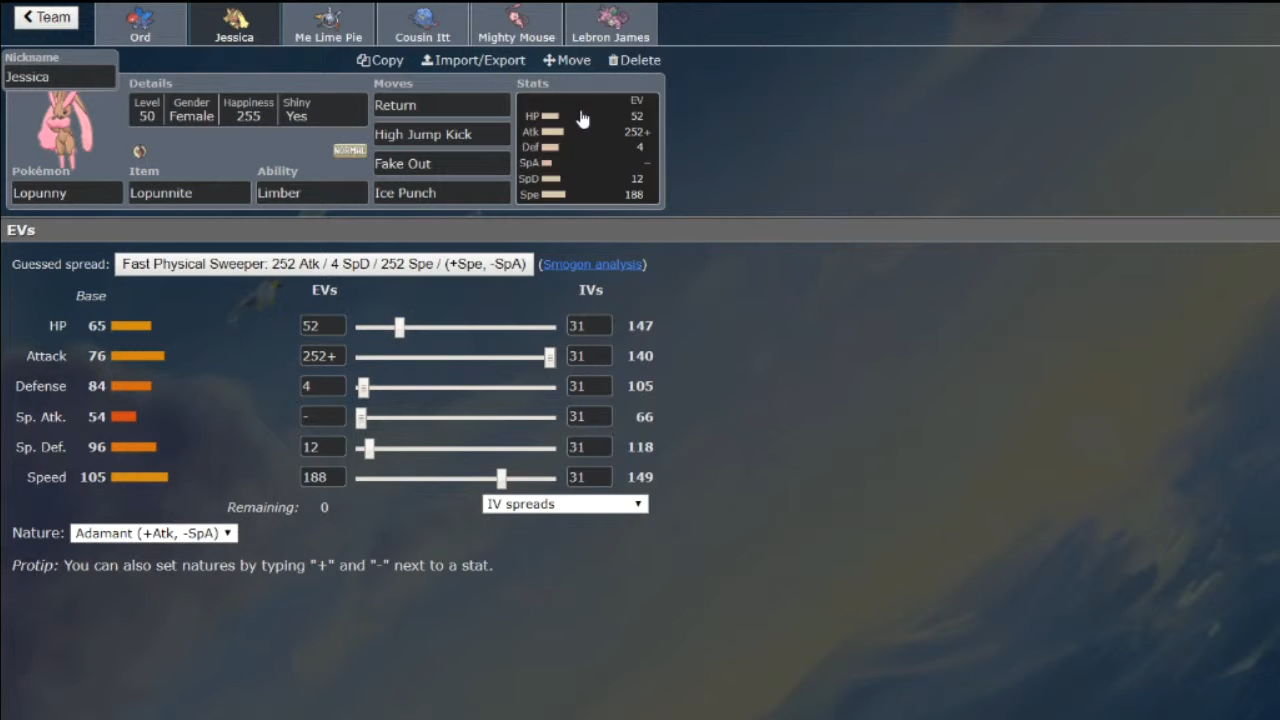 < Team
Ord
Jessica
Me Lime Pie
Cousin Itt
Mighty Mouse
Lebron James
Copy
Import/Export
Move
Delete
Nickname
Jessica
Details
Level
50
Gender
Female
Happiness
255
Shiny
Yes
NORMAL
Pokémon
Lopunny
Item
Lopunnite
Ability
Limber
Moves
Return
High Jump Kick
Fake Out
Ice Punch
Stats
EV
HP 52
Atk 252+
Def 4
SpA –
SpD 12
Spe 188
EVs
Guessed spread: Fast Physical Sweeper: 252 Atk / 4 SpD / 252 Spe / (+Spe, -SpA) (Smogon analysis)
Base EVs IVs
HP 65 52 31 147
Attack 76 252+ 31 140
Defense 84 4 31 105
Sp. Atk. 54 - 31 66
Sp. Def. 96 12 31 118
Speed 105 188 31 149
Remaining: 0 IV spreads
Nature: Adamant (+Atk, -SpA)
Protip: You can also set natures by typing "+" and "-" next to a stat.